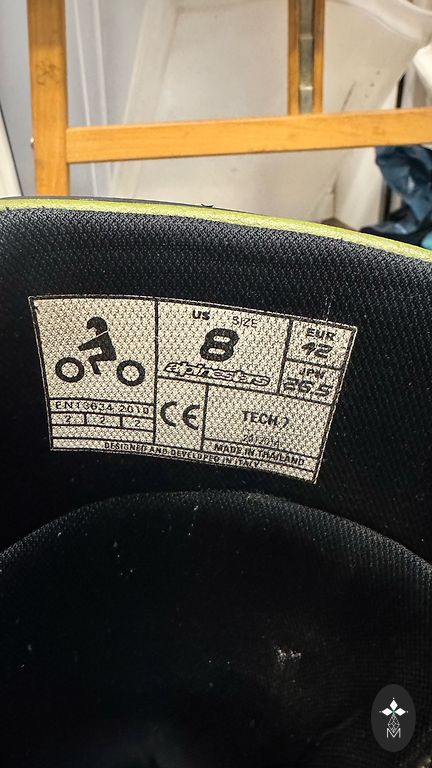 US SIZE
8
alpinestars
EUR
42
JPN
26.5
EN13634:2010
2 2 2
CE
TECH 7
MADE IN THAILAND
DESIGNED AND DEVELOPED IN ITALY
M